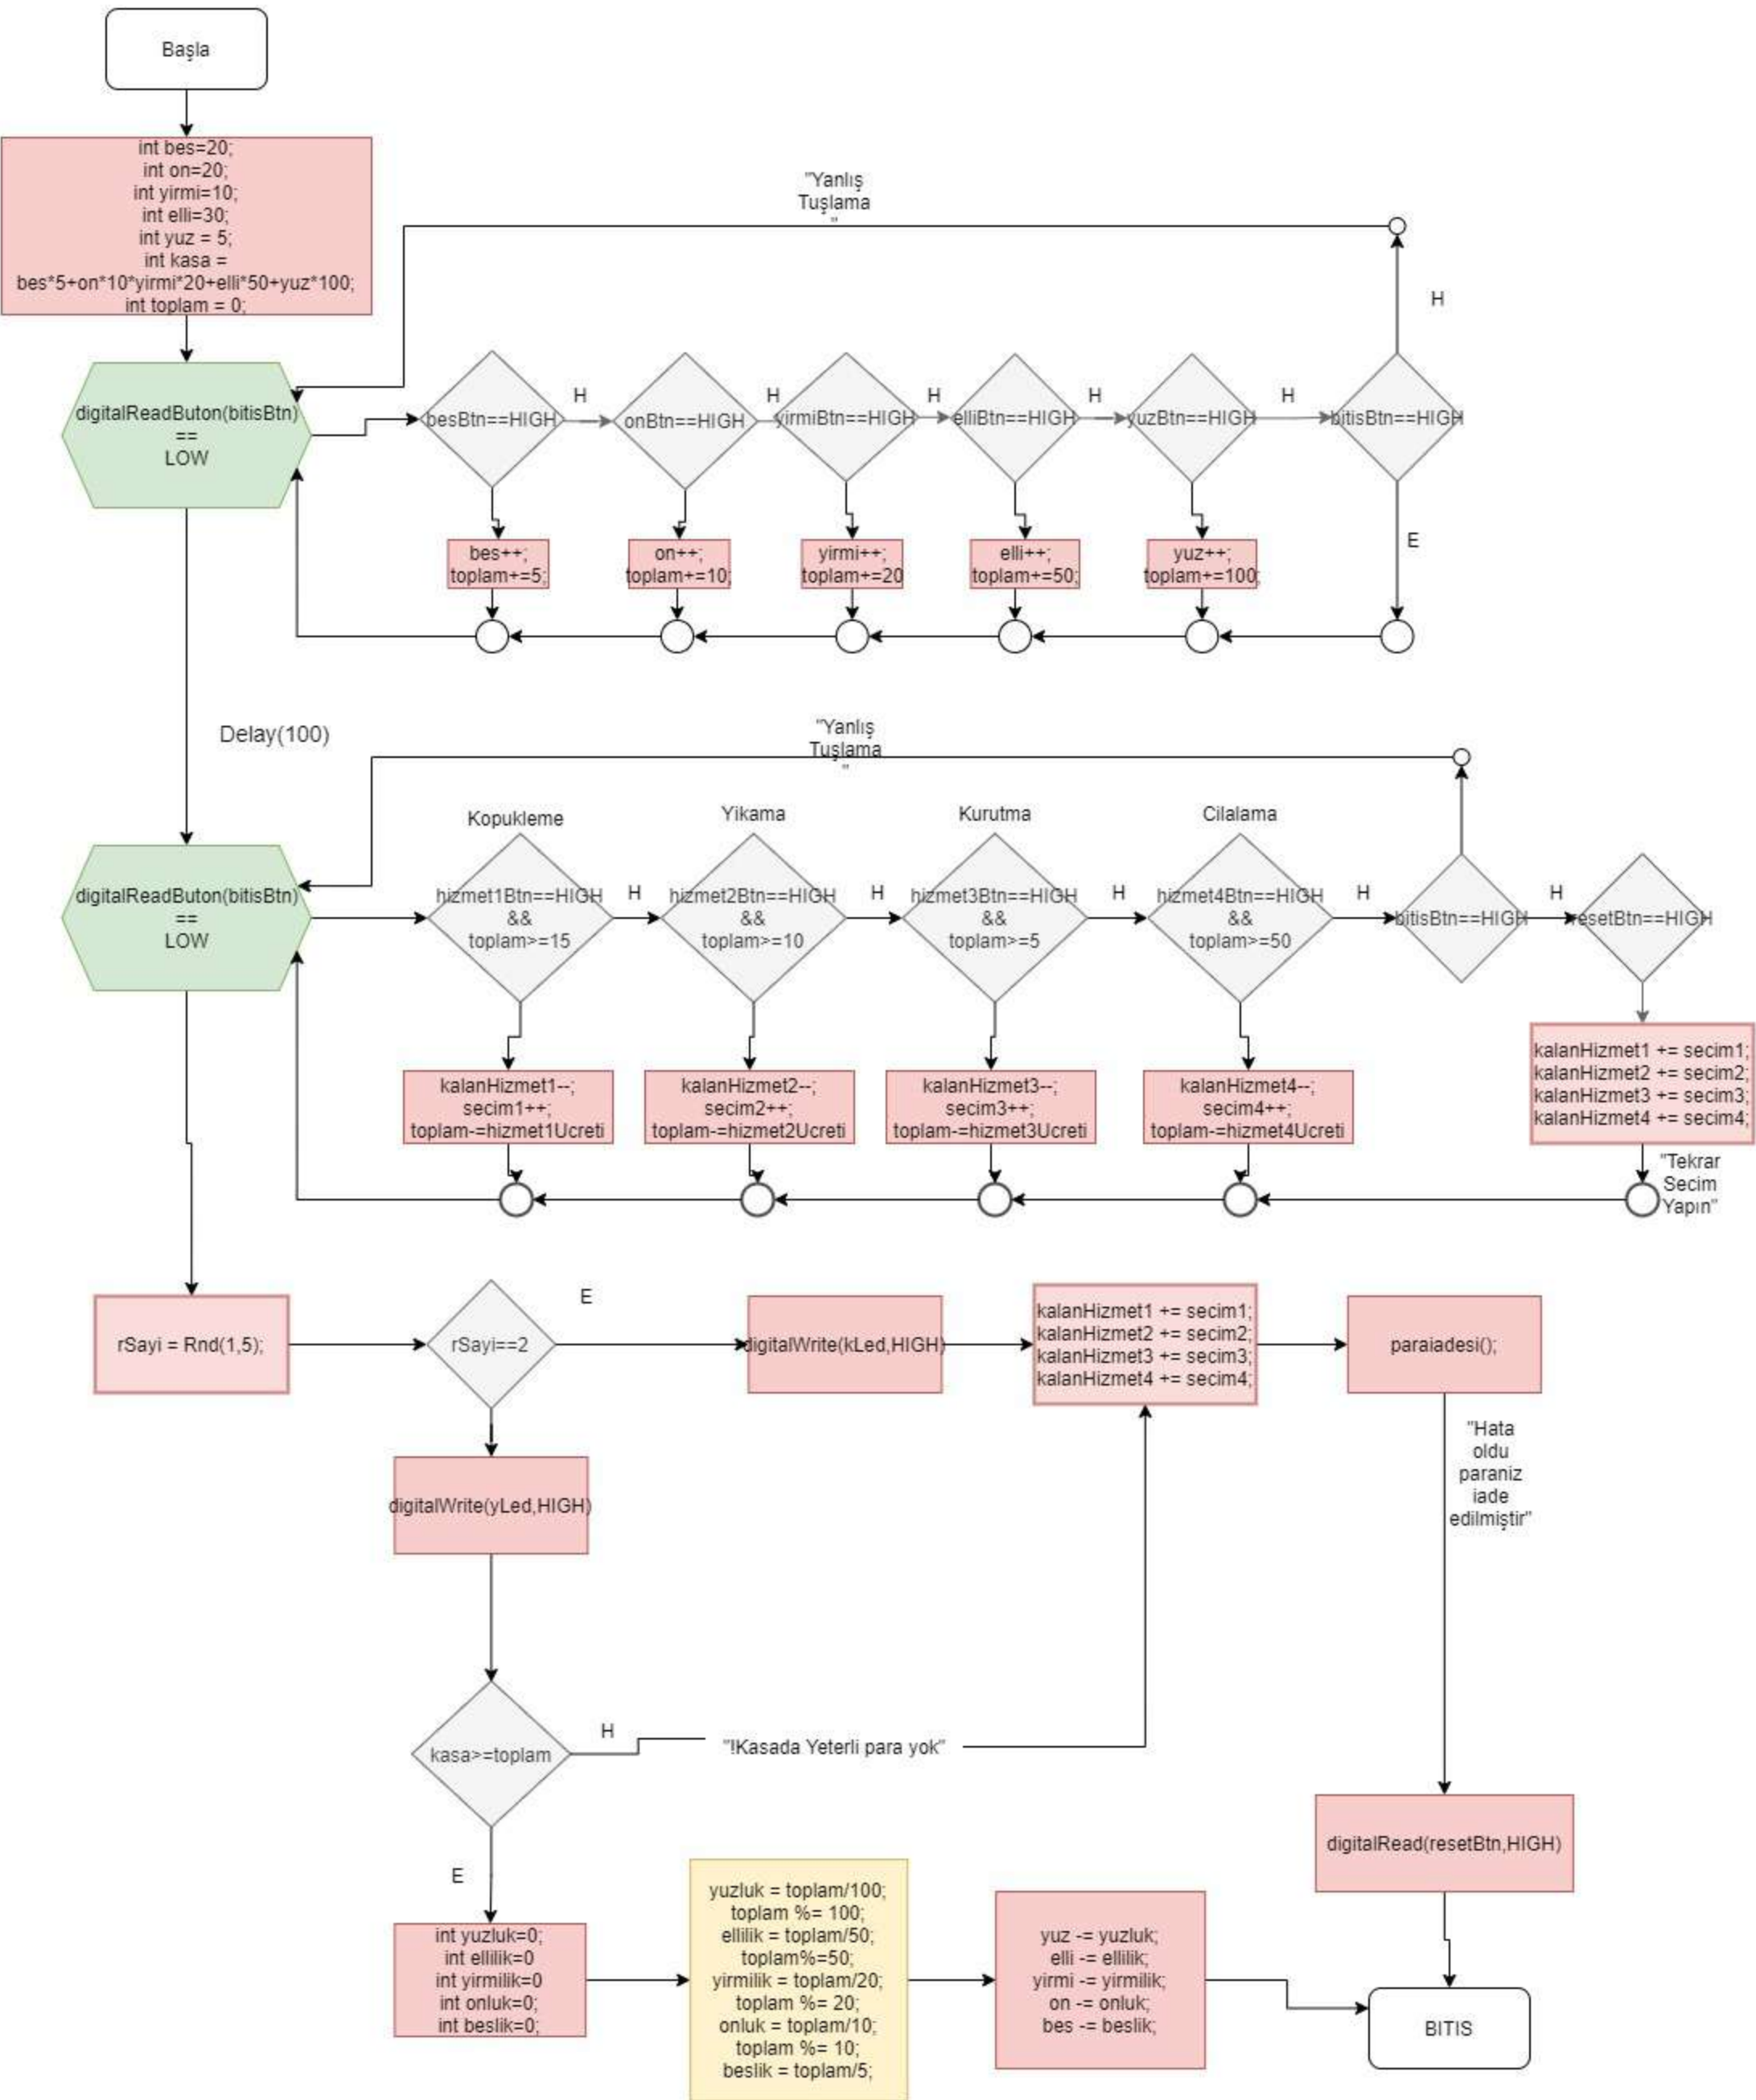 Başla
int bes=20;
int on=20;
int yirmi=10;
int elli=30;
int yuz = 5;
int kasa =
bes*5+on*10*yirmi*20+elli*50+yuz*100;
int toplam = 0;
"Yanlış
Tuşlama
"
H
digitalReadButon(bitisBtn)
==
LOW
besBtn==HIGH
H
onBtn==HIGH
H
yirmiBtn==HIGH
H
elliBtn==HIGH
H
yuzBtn==HIGH
H
bitisBtn==HIGH
E
bes++;
toplam+=5;
on++;
toplam+=10;
yirmi++;
toplam+=20
elli++;
toplam+=50;
yuz++;
toplam+=100;
Delay(100)
"Yanlış
Tuşlama
"
Kopukleme
Yikama
Kurutma
Cilalama
digitalReadButon(bitisBtn)
==
LOW
hizmet1Btn==HIGH
&&
toplam>=15
H
hizmet2Btn==HIGH
&&
toplam>=10
H
hizmet3Btn==HIGH
&&
toplam>=5
H
hizmet4Btn==HIGH
&&
toplam>=50
H
bitisBtn==HIGH
H
resetBtn==HIGH
kalanHizmet1--;
secim1++;
toplam-=hizmet1Ucreti
kalanHizmet2--;
secim2++;
toplam-=hizmet2Ucreti
kalanHizmet3--;
secim3++;
toplam-=hizmet3Ucreti
kalanHizmet4--;
secim4++;
toplam-=hizmet4Ucreti
kalanHizmet1 += secim1;
kalanHizmet2 += secim2;
kalanHizmet3 += secim3;
kalanHizmet4 += secim4;
"Tekrar
Secim
Yapın"
rSayi = Rnd(1,5);
rSayi==2
E
digitalWrite(kLed,HIGH)
kalanHizmet1 += secim1;
kalanHizmet2 += secim2;
kalanHizmet3 += secim3;
kalanHizmet4 += secim4;
paraiadesi();
"Hata
oldu
paraniz
iade
edilmiştir"
digitalWrite(yLed,HIGH)
kasa>=toplam
H
"!Kasada Yeterli para yok"
E
digitalRead(resetBtn,HIGH)
int yuzluk=0;
int ellilik=0
int yirmilik=0
int onluk=0;
int beslik=0;
yuzluk = toplam/100;
toplam %= 100;
ellilik = toplam/50;
toplam%=50;
yirmilik = toplam/20;
toplam %= 20;
onluk = toplam/10;
toplam %= 10;
beslik = toplam/5;
yuz -= yuzluk;
elli -= ellilik;
yirmi -= yirmilik;
on -= onluk;
bes -= beslik;
BITIS